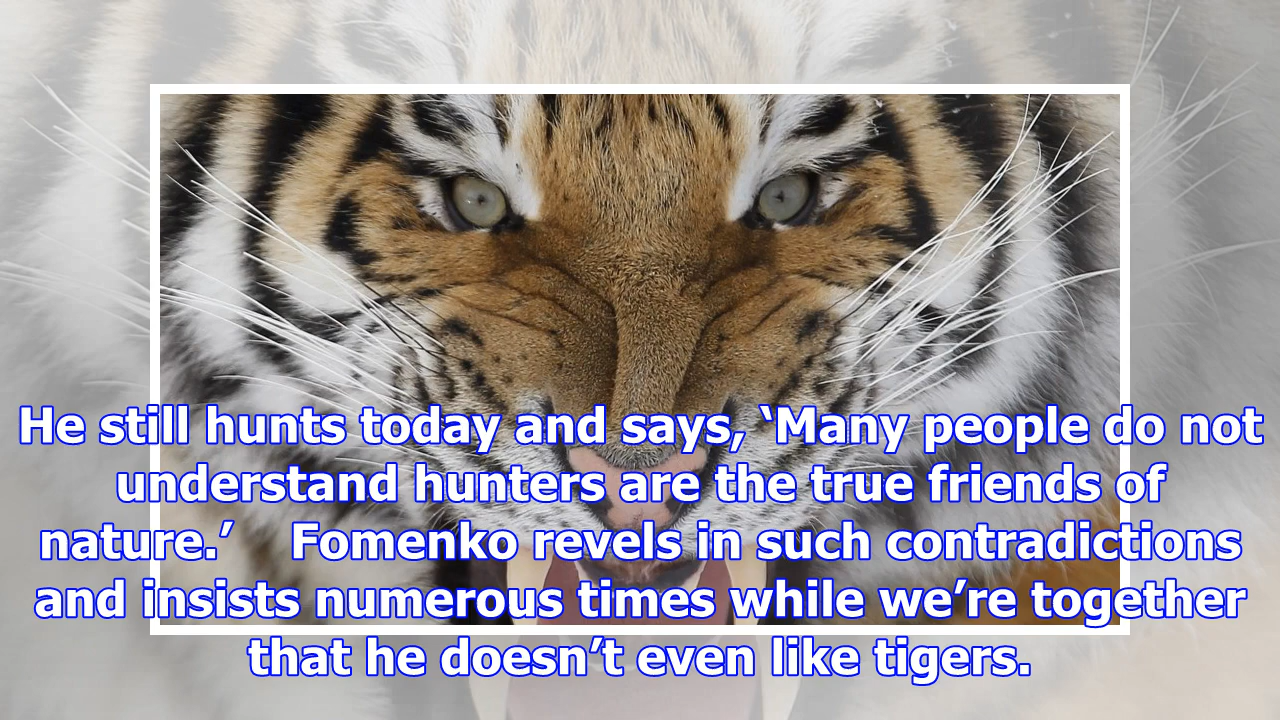 He still hunts today and says, ‘Many people do not
understand hunters are the true friends of
nature.’    Fomenko revels in such contradictions
and insists numerous times while we’re together
that he doesn’t even like tigers.